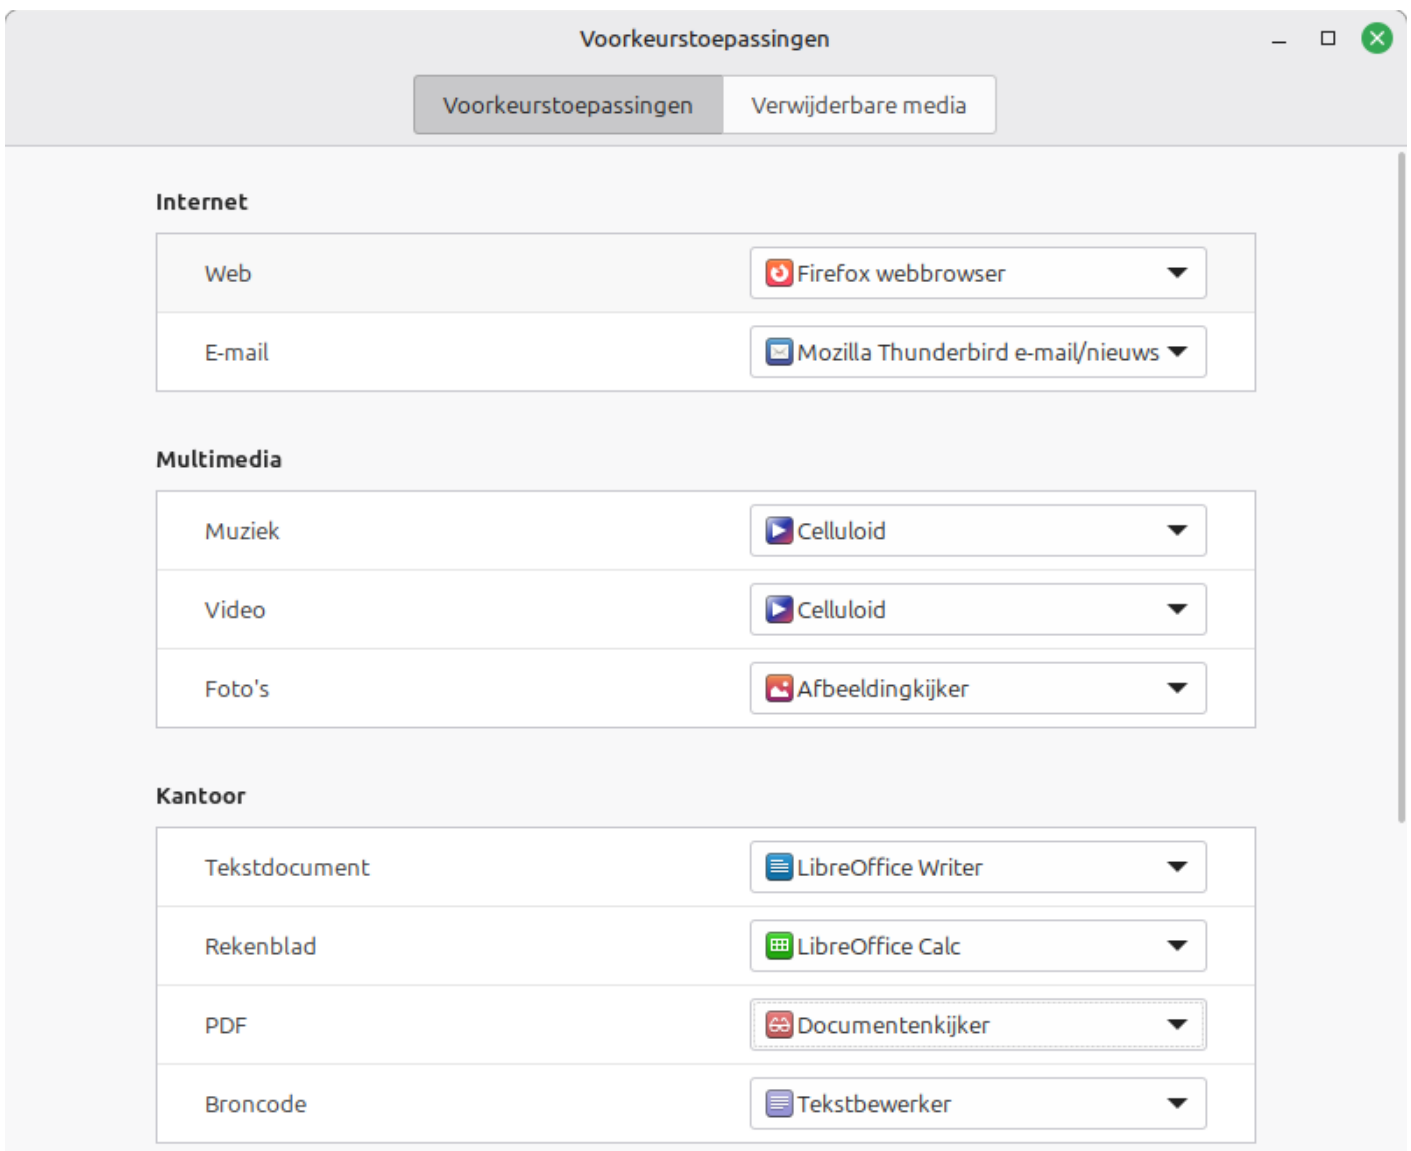 Voorkeurstoepassingen
Voorkeurstoepassingen Verwijderbare media
Internet
Web Firefox webbrowser
E-mail Mozilla Thunderbird e-mail/nieuws
Multimedia
Muziek Celluloid
Video Celluloid
Foto's Afbeeldingkijker
Kantoor
Tekstdocument LibreOffice Writer
Rekenblad LibreOffice Calc
PDF Documentenkijker
Broncode Tekstbewerker